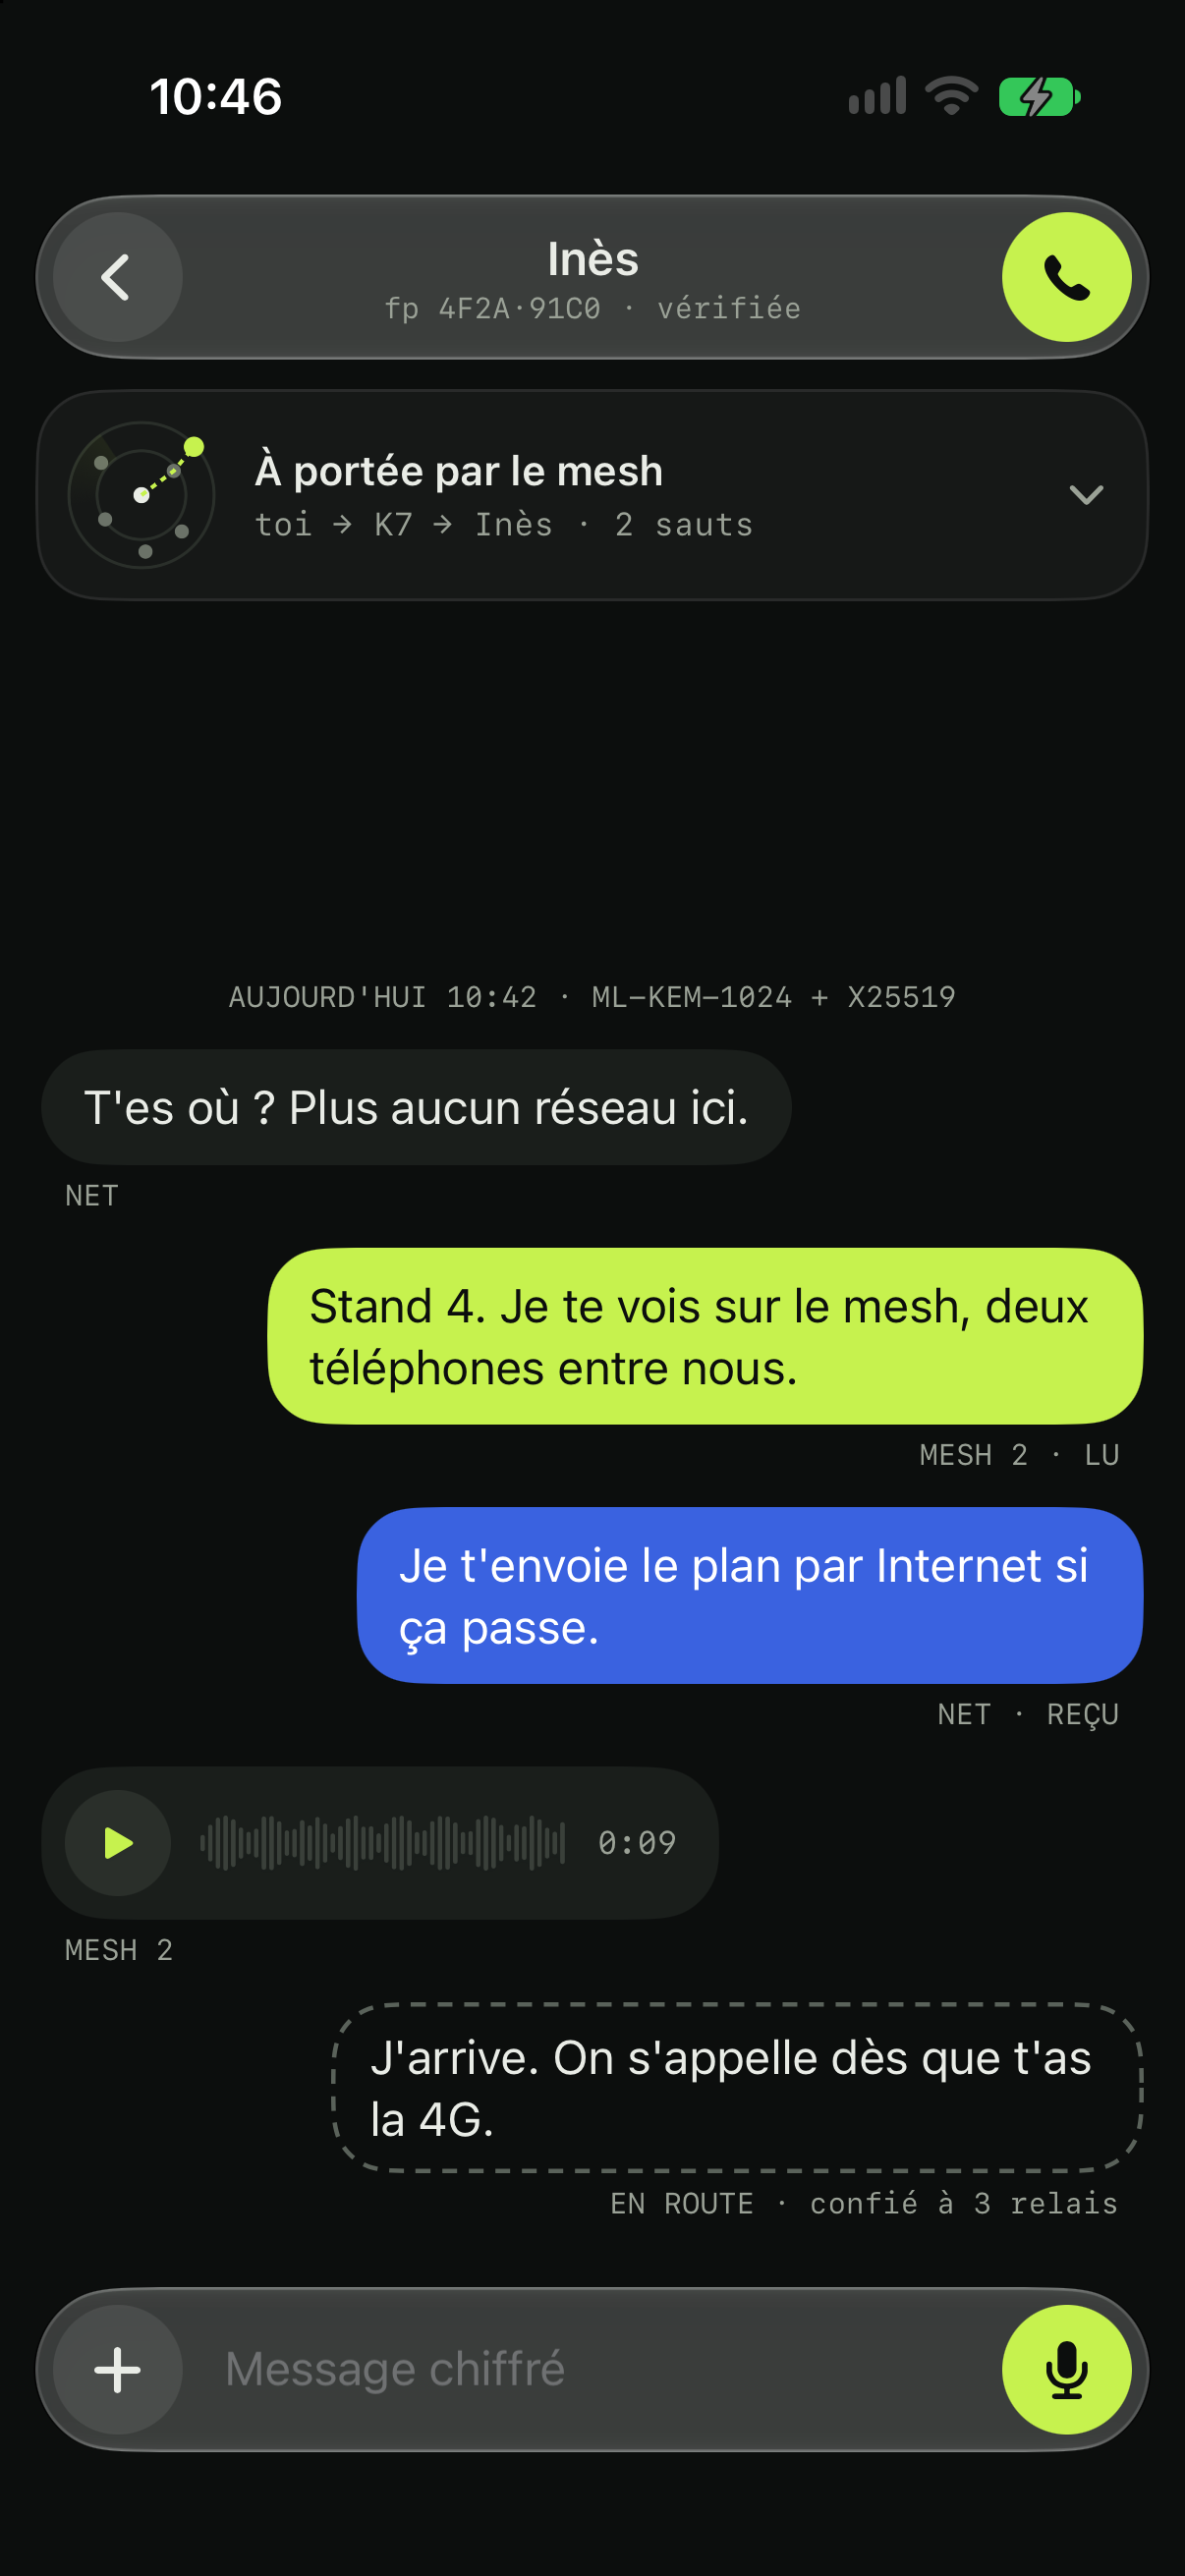 10:46
Inès
fp 4F2A·91C0 · vérifiée
À portée par le mesh
toi → K7 → Inès · 2 sauts
AUJOURD'HUI 10:42 · ML–KEM–1024 + X25519
T'es où ? Plus aucun réseau ici.
NET
Stand 4. Je te vois sur le mesh, deux
téléphones entre nous.
MESH 2 · LU
Je t'envoie le plan par Internet si
ça passe.
NET · REÇU
0:09
MESH 2
J'arrive. On s'appelle dès que t'as
la 4G.
EN ROUTE · confié à 3 relais
Message chiffré